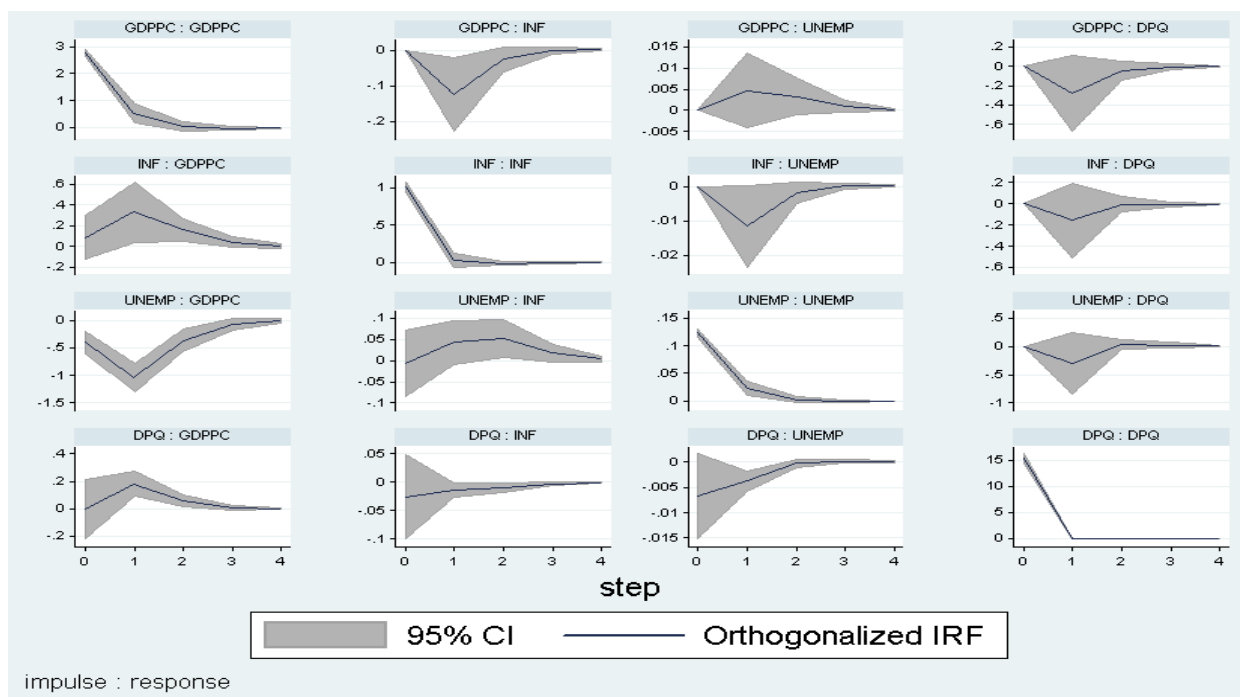 GDPPC : GDPPC
GDPPC : INF
GDPPC : UNEMP
GDPPC : DPQ
3
2
1
0
0
-.1
-.2
.015
.01
.005
0
-.005
.2
0
-.2
-.4
-.6
INF : GDPPC
INF : INF
INF : UNEMP
INF : DPQ
.6
.4
.2
0
-.2
1
.5
0
0
-.01
-.02
.2
0
-.2
-.4
-.6
UNEMP : GDPPC
UNEMP : INF
UNEMP : UNEMP
UNEMP : DPQ
0
-.5
-1
-1.5
.1
.05
0
-.05
-.1
.15
.1
.05
0
.5
0
-.5
-1
DPQ : GDPPC
DPQ : INF
DPQ : UNEMP
DPQ : DPQ
.4
.2
0
-.2
.05
0
-.05
-.1
0
-.005
-.01
-.015
15
10
5
0
0 1 2 3 4
0 1 2 3 4
0 1 2 3 4
0 1 2 3 4
step
95% CI
Orthogonalized IRF
impulse : response